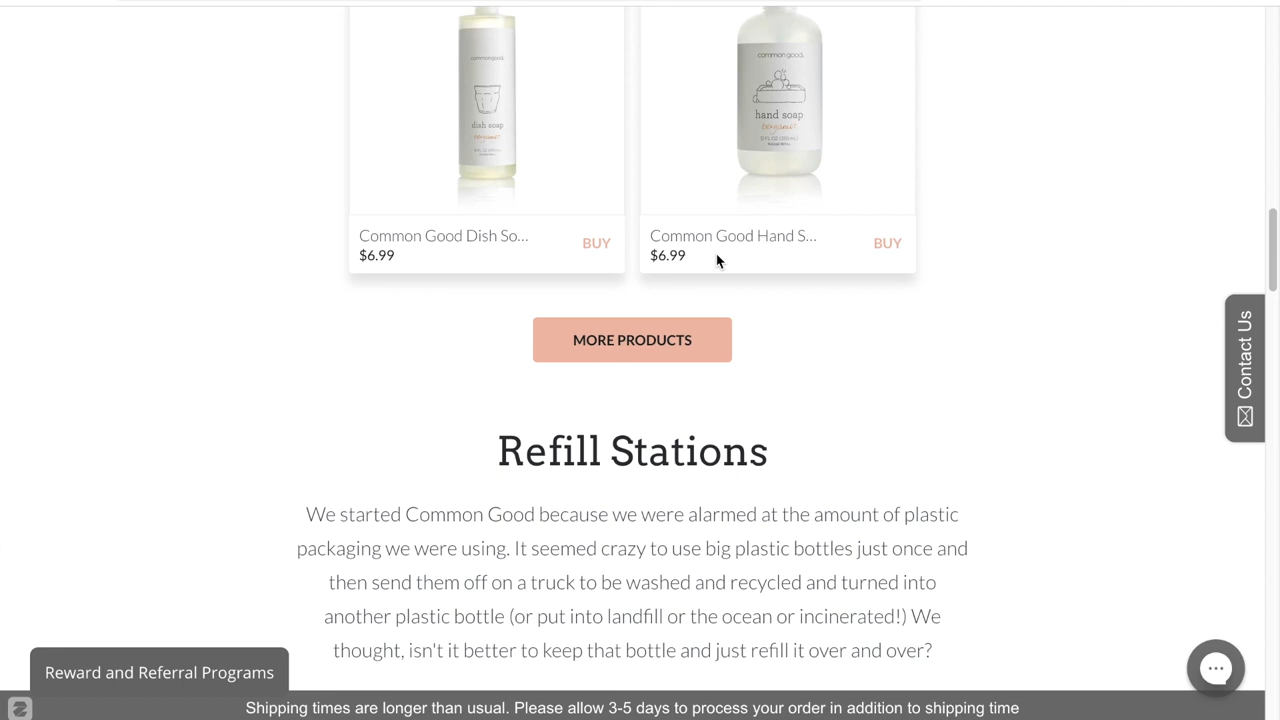 common good.
common good.
dish soap
hand soap
bergamot
bergamot
Common Good Dish So...
BUY
$6.99
Common Good Hand S...
BUY
$6.99
MORE PRODUCTS
Contact Us
Refill Stations
We started Common Good because we were alarmed at the amount of plastic
packaging we were using. It seemed crazy to use big plastic bottles just once and
then send them off on a truck to be washed and recycled and turned into
another plastic bottle (or put into landfill or the ocean or incinerated!) We
thought, isn't it better to keep that bottle and just refill it over and over?
Reward and Referral Programs
Shipping times are longer than usual. Please allow 3-5 days to process your order in addition to shipping time